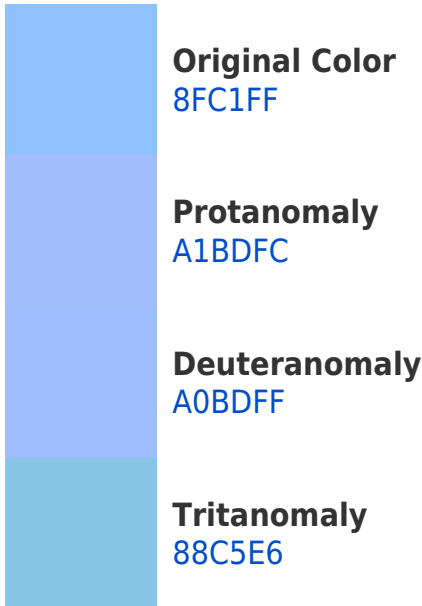 Original Color
8FC1FF
Protanomaly
A1BDFC
Deuteranomaly
A0BDFF
Tritanomaly
88C5E6